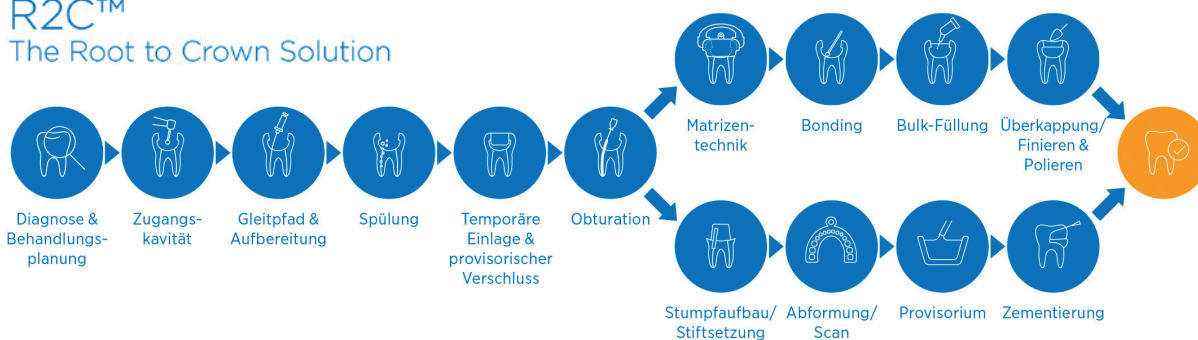 R2C™
The Root to Crown Solution
Diagnose &
Behandlungs-
planung
Zugangs-
kavität
Gleitpfad &
Aufbereitung
Spülung
Temporäre
Einlage &
provisorischer
Verschluss
Obturation
Matrizen-
technik
Bonding
Bulk-Füllung
Überkappung/
Finieren &
Polieren
Stumpfaufbau/
Stiftsetzung
Abformung/
Scan
Provisorium
Zementierung